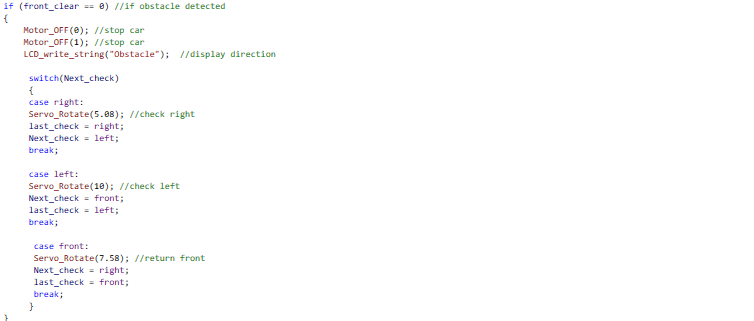 if (front_clear == 0) //if obstacle detected
{
Motor_OFF(0); //stop car
Motor_OFF(1); //stop car
LCD_write_string("Obstacle"); //display direction
switch(Next_check)
{
case right:
Servo_Rotate(5.08); //check right
last_check = right;
Next_check = left;
break;
case left:
Servo_Rotate(10); //check left
Next_check = front;
last_check = left;
break;
case front:
Servo_Rotate(7.58); //return front
Next_check = right;
last_check = front;
break;
}
}